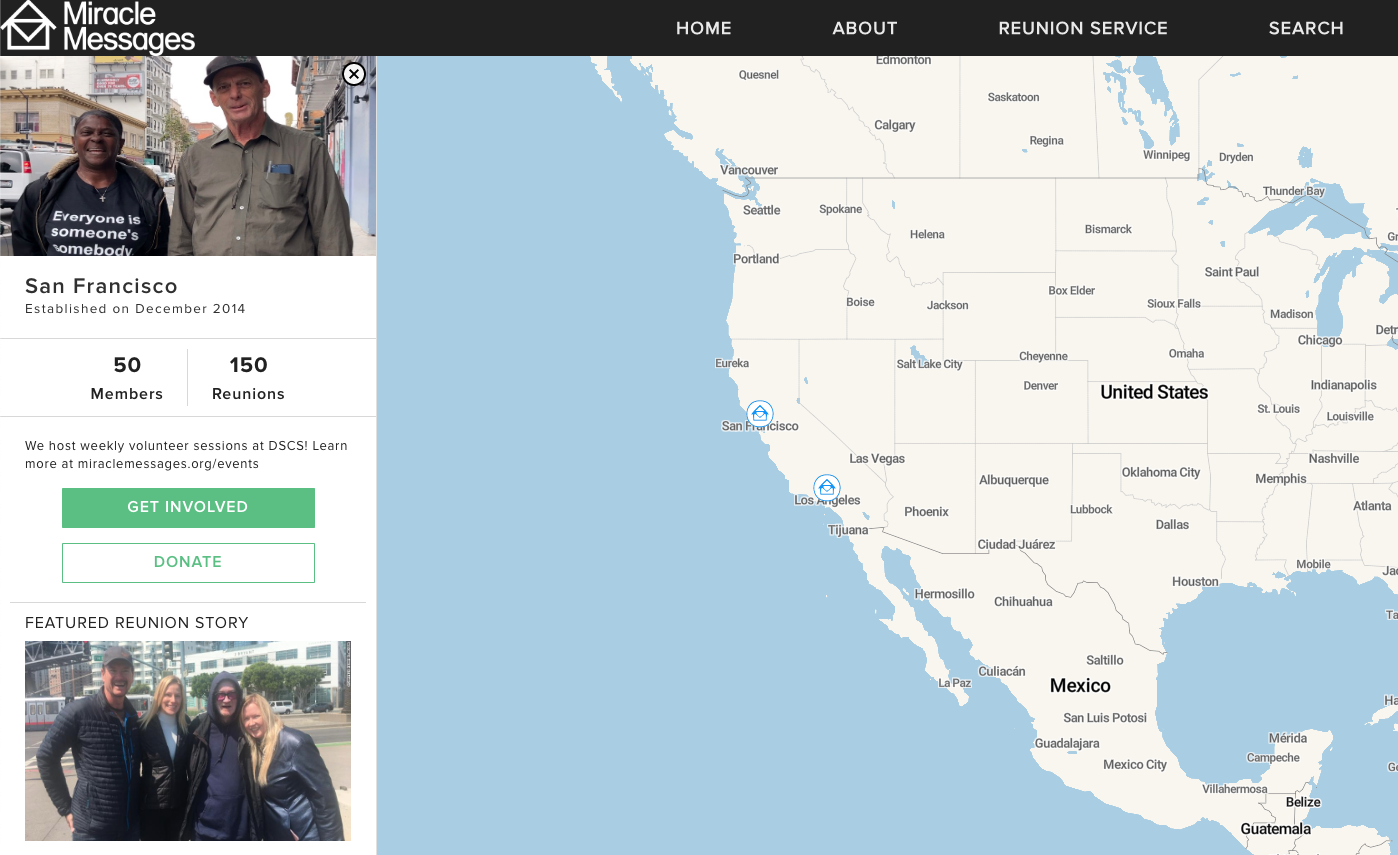 Miracle
Messages
HOME
ABOUT
REUNION SERVICE
SEARCH
Everyone is
someone's
somebody.
San Francisco
Established on December 2014
50
Members
150
Reunions
We host weekly volunteer sessions at DSCS! Learn
more at miraclemessages.org/events
GET INVOLVED
DONATE
FEATURED REUNION STORY
Edmonton
Quesnel
Saskatoon
Calgary
Regina
Winnipeg
Dryden
Vancouver
Thunder Bay
Seattle
Spokane
Helena
Bismarck
Portland
Saint Paul
Box Elder
Boise
Jackson
Sioux Falls
Madison
Detr
Chicago
Eureka
Salt Lake City
Cheyenne
Omaha
Denver
Indianapolis
United States
St. Louis
Louisville
San Francisco
Las Vegas
Nashville
Oklahoma City
Albuquerque
Memphis
Los Angeles
Phoenix
Lubbock
Atlanta
Tijuana
Dallas
Ciudad Juárez
Mobile
Houston
Hermosillo
Chihuahua
Saltillo
Culiacán
La Paz
Mexico
San Luis Potosi
Guadalajara
Mérida
Campeche
Mexico City
Villahermosa
Belize
Guatemala